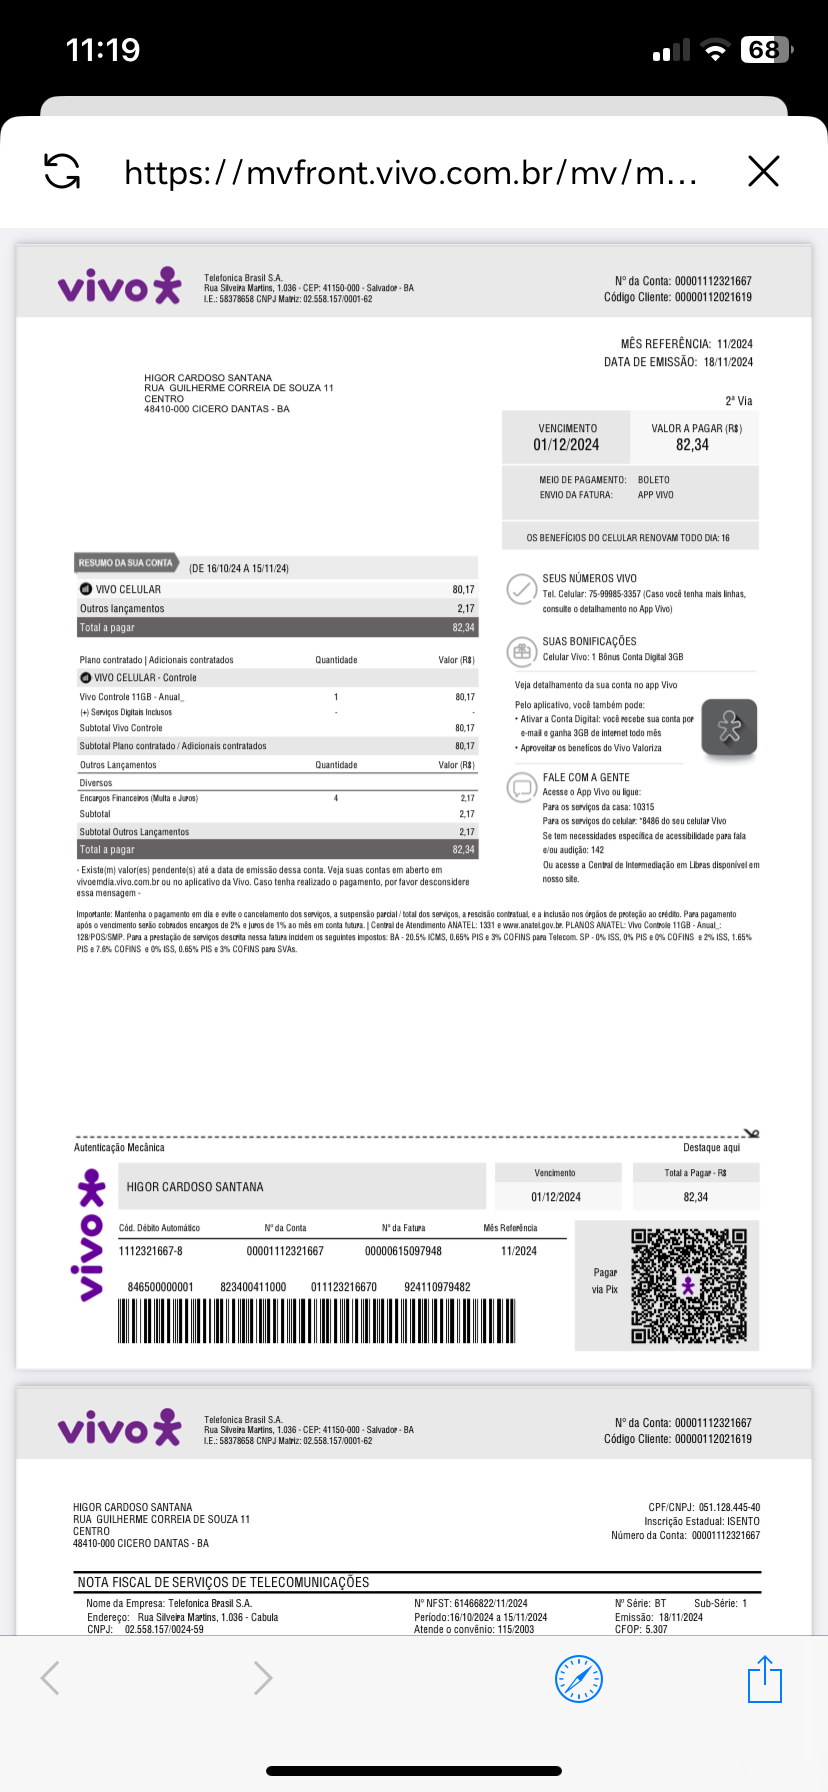 11:19
68
https://mvfront.vivo.com.br/mv/m...
vivo
Telefonica Brasil S.A.
Rua Silveira Martins, 1.036 - CEP: 41150-000 - Salvador - BA
I.E.: 58378658 CNPJ Matriz: 02.558.157/0001-62
Nº da Conta: 00001112321667
Código Cliente: 00000112021619
MÊS REFERÊNCIA: 11/2024
DATA DE EMISSÃO: 18/11/2024
HIGOR CARDOSO SANTANA
RUA GUILHERME CORREIA DE SOUZA 11
CENTRO
48410-000 CICERO DANTAS - BA
2ª Via
VENCIMENTO
01/12/2024
VALOR A PAGAR (R$)
82,34
MEIO DE PAGAMENTO: BOLETO
ENVIO DA FATURA: APP VIVO
OS BENEFÍCIOS DO CELULAR RENOVAM TODO DIA: 16
RESUMO DA SUA CONTA (DE 16/10/24 A 15/11/24)
VIVO CELULAR 80,17
Outros lançamentos 2,17
Total a pagar 82,34
Plano contratado | Adicionais contratados Quantidade Valor (R$)
VIVO CELULAR - Controle
Vivo Controle 11GB - Anual_ 1 80,17
(+) Serviços Digitais Inclusos - -
Subtotal Vivo Controle 80,17
Subtotal Plano contratado / Adicionais contratados 80,17
Outros Lançamentos Quantidade Valor (R$)
Diversos
Encargos Financeiros (Multa e Juros) 4 2,17
Subtotal 2,17
Subtotal Outros Lançamentos 2,17
Total a pagar 82,34
- Existe(m) valor(es) pendente(s) até a data de emissão dessa conta. Veja suas contas em aberto em
vivoemdia.vivo.com.br ou no aplicativo da Vivo. Caso tenha realizado o pagamento, por favor desconsidere
essa mensagem -
SEUS NÚMEROS VIVO
Tel. Celular: 75-99985-3357 (Caso você tenha mais linhas,
consulte o detalhamento no App Vivo)
SUAS BONIFICAÇÕES
Celular Vivo: 1 Bônus Conta Digital 3GB
Veja detalhamento da sua conta no app Vivo
Pelo aplicativo, você também pode:
• Ativar a Conta Digital: você recebe sua conta por
e-mail e ganha 3GB de internet todo mês
• Aproveitar os benefícos do Vivo Valoriza
FALE COM A GENTE
Acesse o App Vivo ou ligue:
Para os serviços da casa: 10315
Para os serviços do celular: *8486 do seu celular Vivo
Se tem necessidades específica de acessibilidade para fala
e/ou audição: 142
Ou acesse a Central de Intermediação em Libras disponível em
nosso site.
Importante: Mantenha o pagamento em dia e evite o cancelamento dos serviços, a suspensão parcial / total dos serviços, a rescisão contratual, e a inclusão nos órgãos de proteção ao crédito. Para pagamento
após o vencimento serão cobrados encargos de 2% e juros de 1% ao mês em conta futura. | Central de Atendimento ANATEL: 1331 e www.anatel.gov.br. PLANOS ANATEL: Vivo Controle 11GB - Anual_:
128/POS/SMP. Para a prestação de serviços descrita nessa fatura incidem os seguintes impostos: BA - 20.5% ICMS, 0.65% PIS e 3% COFINS para Telecom. SP - 0% ISS, 0% PIS e 0% COFINS e 2% ISS, 1.65%
PIS e 7.6% COFINS e 0% ISS, 0.65% PIS e 3% COFINS para SVAs.
Autenticação Mecânica Destaque aqui
vivo
HIGOR CARDOSO SANTANA
Vencimento
01/12/2024
Total a Pagar - R$
82,34
Cód. Débito Automático Nº da Conta Nº da Fatura Mês Referência
1112321667-8 00001112321667 00000615097948 11/2024
846500000001 823400411000 011123216670 924110979482
Pagar
via Pix
vivo
Telefonica Brasil S.A.
Rua Silveira Martins, 1.036 - CEP: 41150-000 - Salvador - BA
I.E.: 58378658 CNPJ Matriz: 02.558.157/0001-62
Nº da Conta: 00001112321667
Código Cliente: 00000112021619
HIGOR CARDOSO SANTANA
RUA GUILHERME CORREIA DE SOUZA 11
CENTRO
48410-000 CICERO DANTAS - BA
CPF/CNPJ: 051.128.445-40
Inscrição Estadual: ISENTO
Número da Conta: 00001112321667
NOTA FISCAL DE SERVIÇOS DE TELECOMUNICAÇÕES
Nome da Empresa: Telefonica Brasil S.A. Nº NFST: 61466822/11/2024 Nº Série: BT Sub-Série: 1
Endereço: Rua Silveira Martins, 1.036 - Cabula Período:16/10/2024 a 15/11/2024 Emissão: 18/11/2024
CNPJ: 02.558.157/0024-59 Atende o convênio: 115/2003 CFOP: 5.307